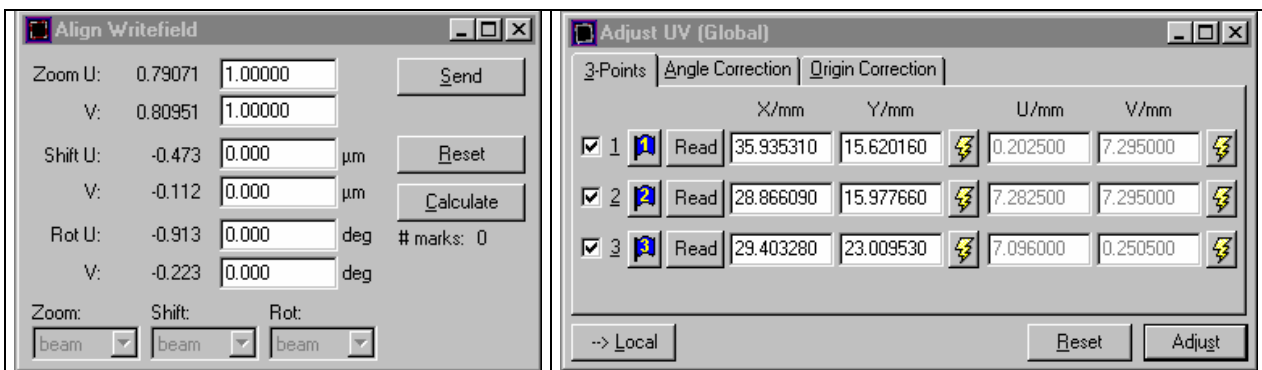 Align Writefield
Zoom U: 0.79071 1.00000 Send
V: 0.80951 1.00000
Shift U: -0.473 0.000 µm Reset
V: -0.112 0.000 µm Calculate
Rot U: -0.913 0.000 deg # marks: 0
V: -0.223 0.000 deg
Zoom: Shift: Rot:
beam beam beam
Adjust UV (Global)
3-Points Angle Correction Origin Correction
X/mm Y/mm U/mm V/mm
1 1 Read 35.935310 15.620160 0.202500 7.295000
2 2 Read 28.866090 15.977660 7.282500 7.295000
3 3 Read 29.403280 23.009530 7.096000 0.250500
--> Local Reset Adjust